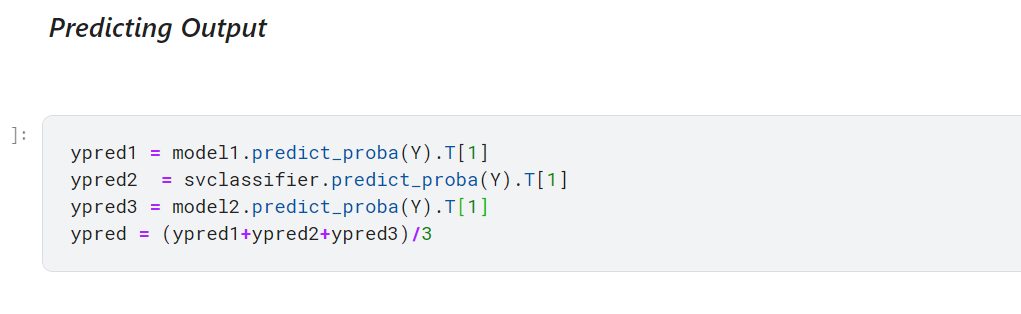 Predicting Output
]:
ypred1 = model1.predict_proba(Y).T[1]
ypred2  = svclassifier.predict_proba(Y).T[1]
ypred3 = model2.predict_proba(Y).T[1]
ypred = (ypred1+ypred2+ypred3)/3